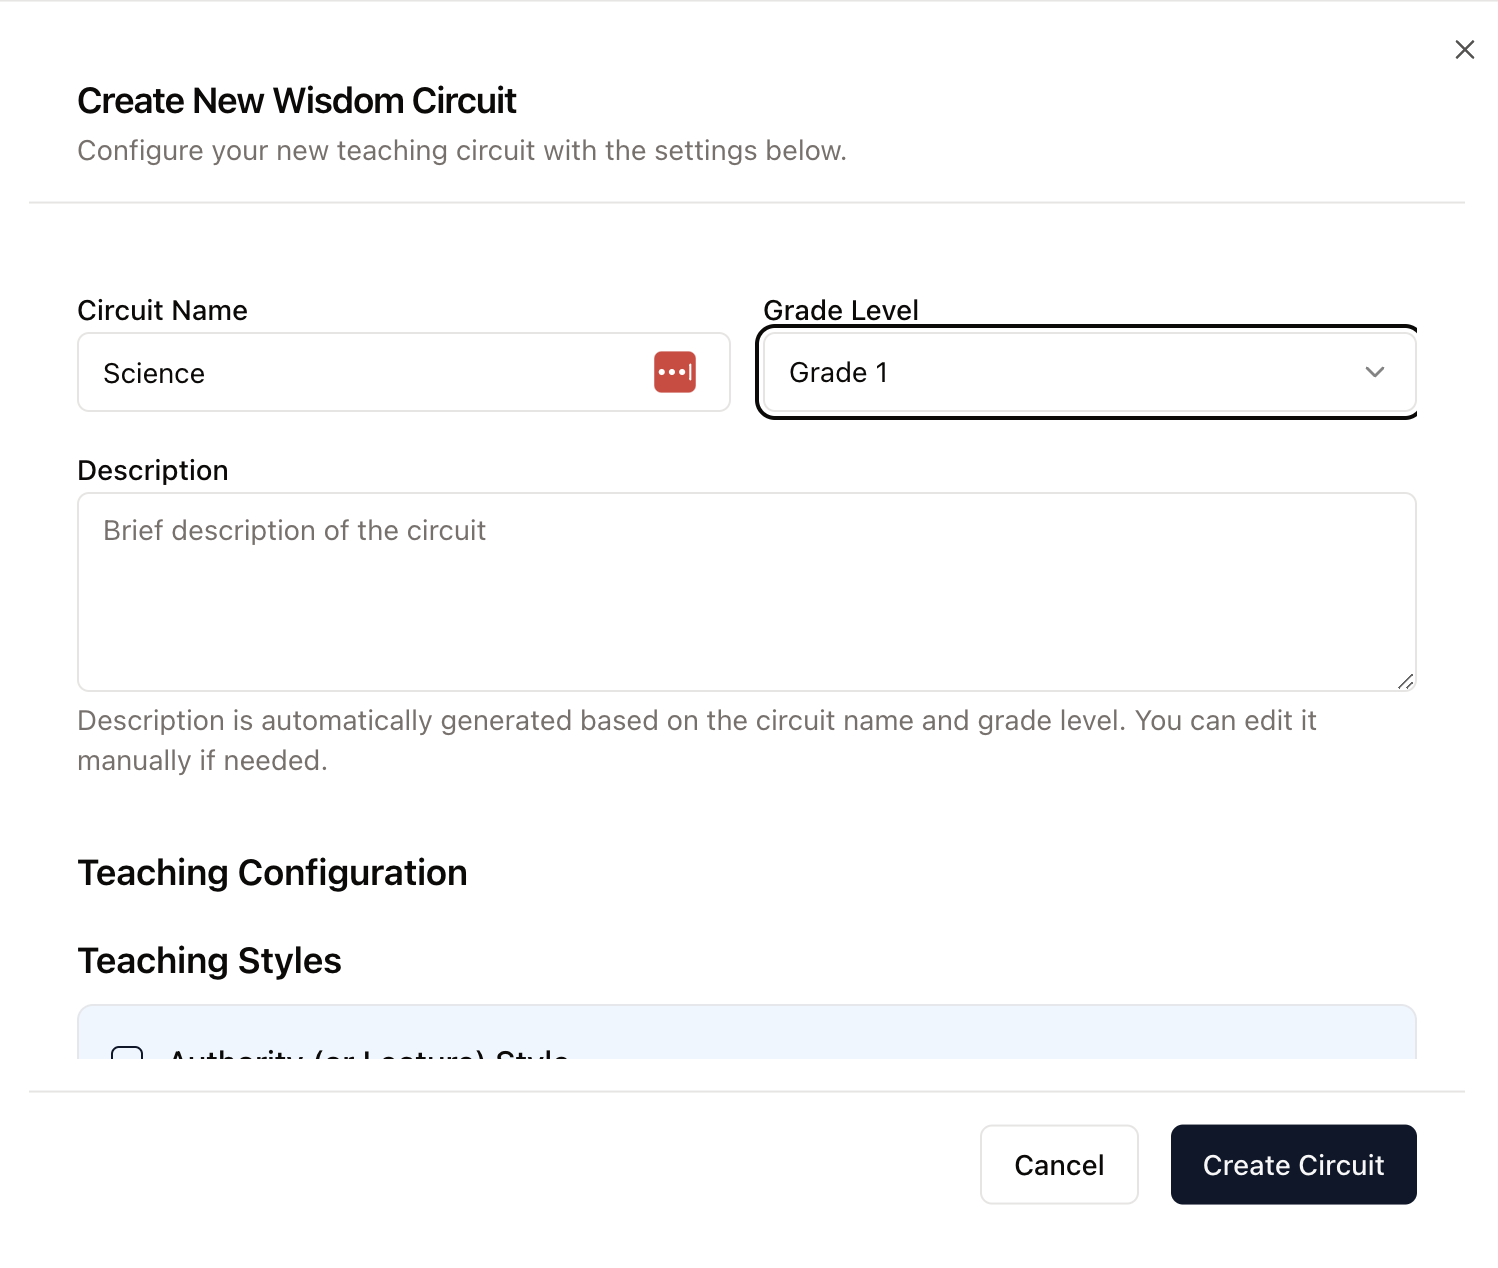 Create New Wisdom Circuit
Configure your new teaching circuit with the settings below.
Circuit Name
Grade Level
Science
Grade 1
Description
Brief description of the circuit
Description is automatically generated based on the circuit name and grade level. You can edit it
manually if needed.
Teaching Configuration
Teaching Styles
Authority (or Lecture) Style
Cancel
Create Circuit